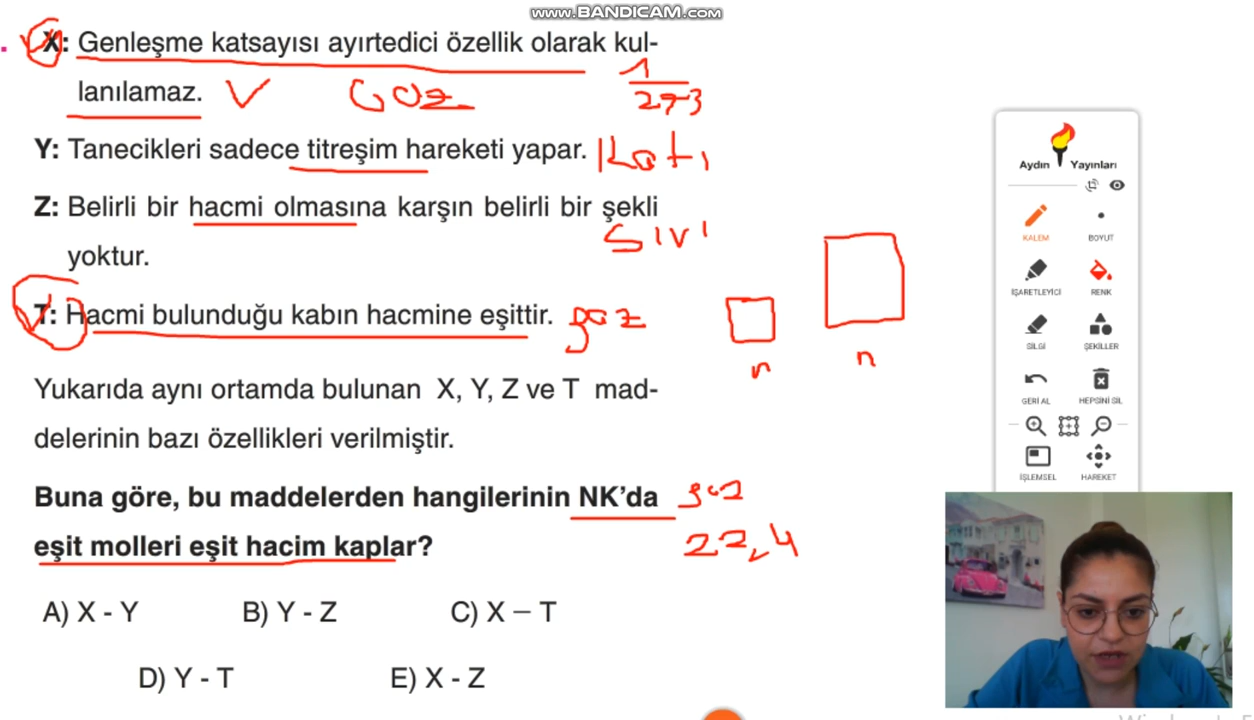 www.BANDICAM.com
X: Genleşme katsayısı ayırtedici özellik olarak kul-
lanılamaz. V Goz
1
273
Y: Tanecikleri sadece titreşim hareketi yapar. Katı
Z: Belirli bir hacmi olmasına karşın belirli bir şekli
yoktur. SIVI
T: Hacmi bulunduğu kabın hacmine eşittir. gaz
n n
Yukarıda aynı ortamda bulunan X, Y, Z ve T mad-
delerinin bazı özellikleri verilmiştir.
Buna göre, bu maddelerden hangilerinin NK'da gaz
eşit molleri eşit hacim kaplar? 22,4
A) X - Y B) Y - Z C) X – T
D) Y - T E) X - Z
Aydın Yayınları
KALEM BOYUT
İŞARETLEYİCİ RENK
SİLGİ ŞEKİLLER
GERİ AL HEPSİNİ SİL
İŞLEMSEL HAREKET